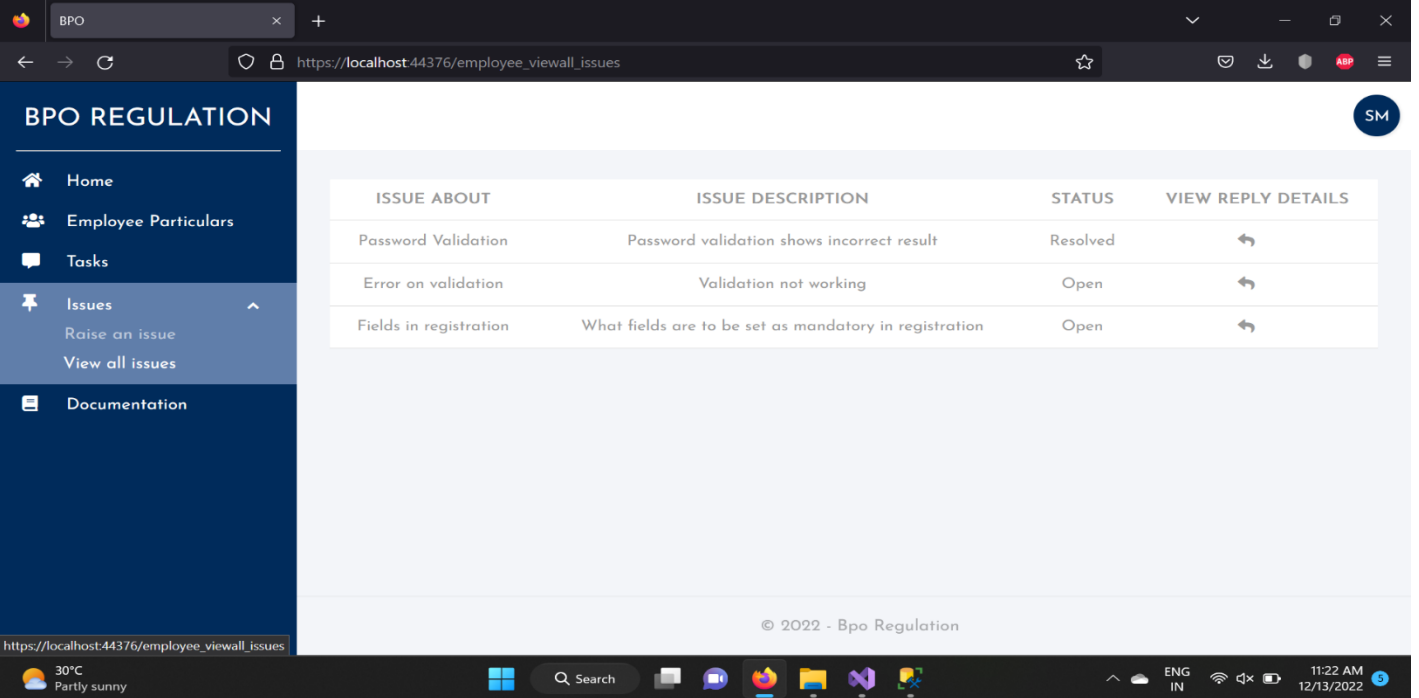 BPO
https://localhost:44376/employee_viewall_issues
ABP
BPO REGULATION
SM
Home
Employee Particulars
Tasks
Issues
Raise an issue
View all issues
Documentation
ISSUE ABOUT ISSUE DESCRIPTION STATUS VIEW REPLY DETAILS
Password Validation Password validation shows incorrect result Resolved
Error on validation Validation not working Open
Fields in registration What fields are to be set as mandatory in registration Open
© 2022 - Bpo Regulation
https://localhost:44376/employee_viewall_issues
30°C
Partly sunny
Search
ENG
IN
11:22 AM
12/13/2022
5